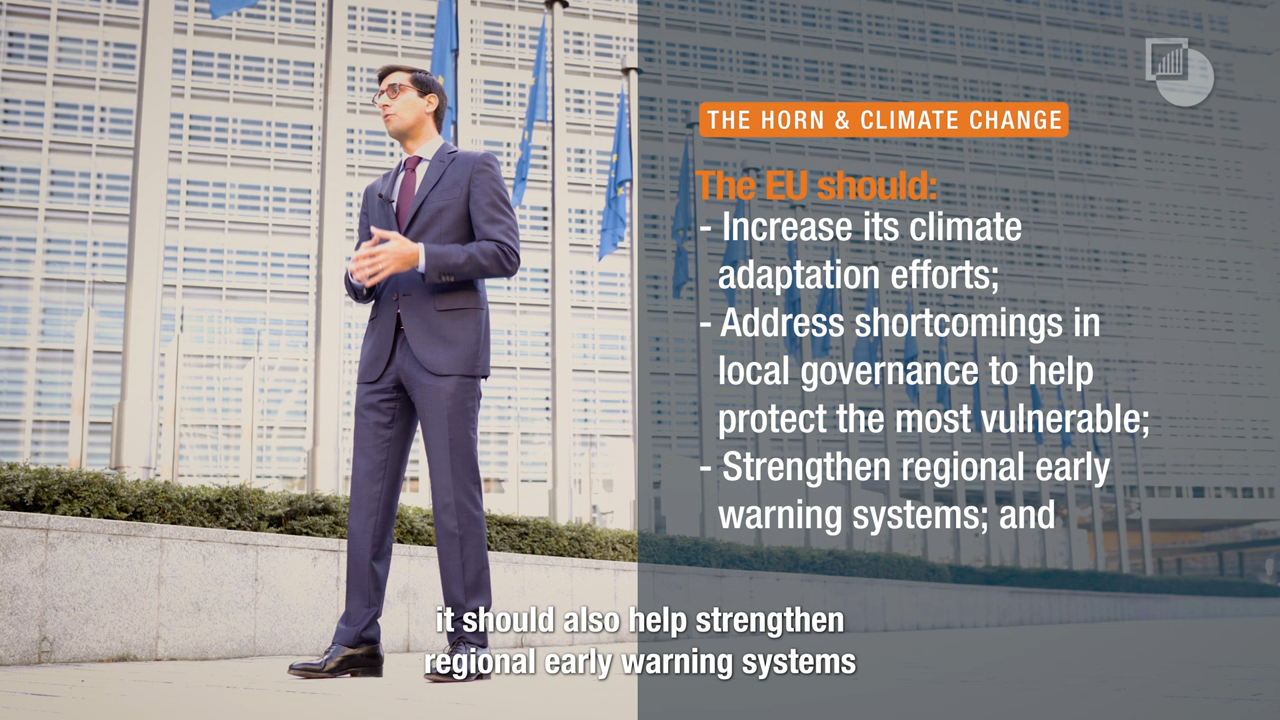 THE HORN & CLIMATE CHANGE
The EU should:
- Increase its climate
adaptation efforts;
- Address shortcomings in
local governance to help
protect the most vulnerable;
- Strengthen regional early
warning systems; and
it should also help strengthen
regional early warning systems